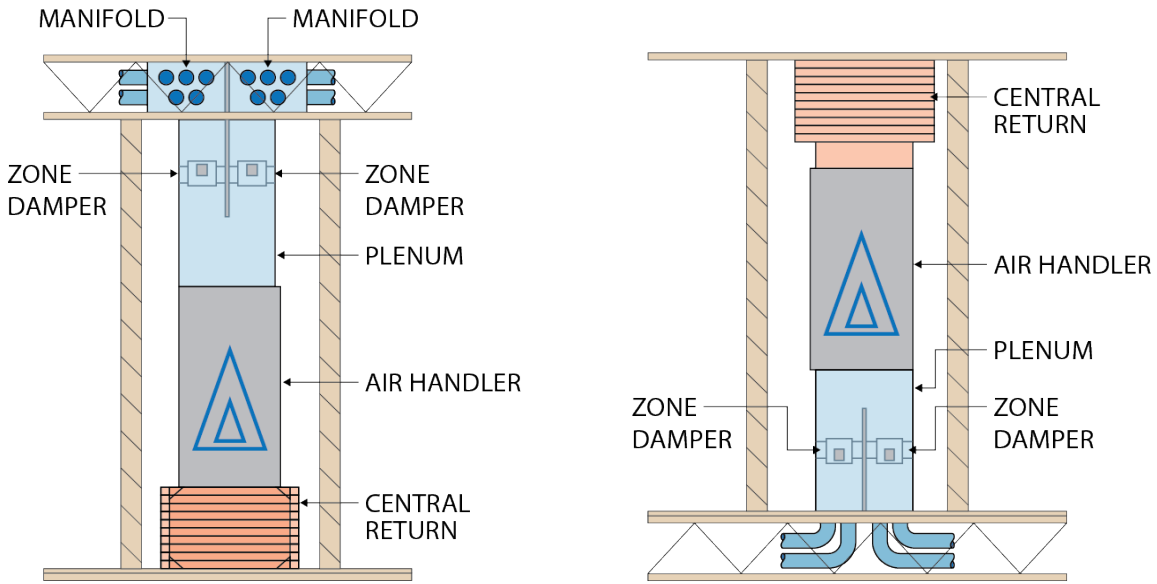 MANIFOLD
MANIFOLD
ZONE
DAMPER
ZONE
DAMPER
PLENUM
AIR HANDLER
CENTRAL
RETURN
CENTRAL
RETURN
AIR HANDLER
PLENUM
ZONE
DAMPER
ZONE
DAMPER